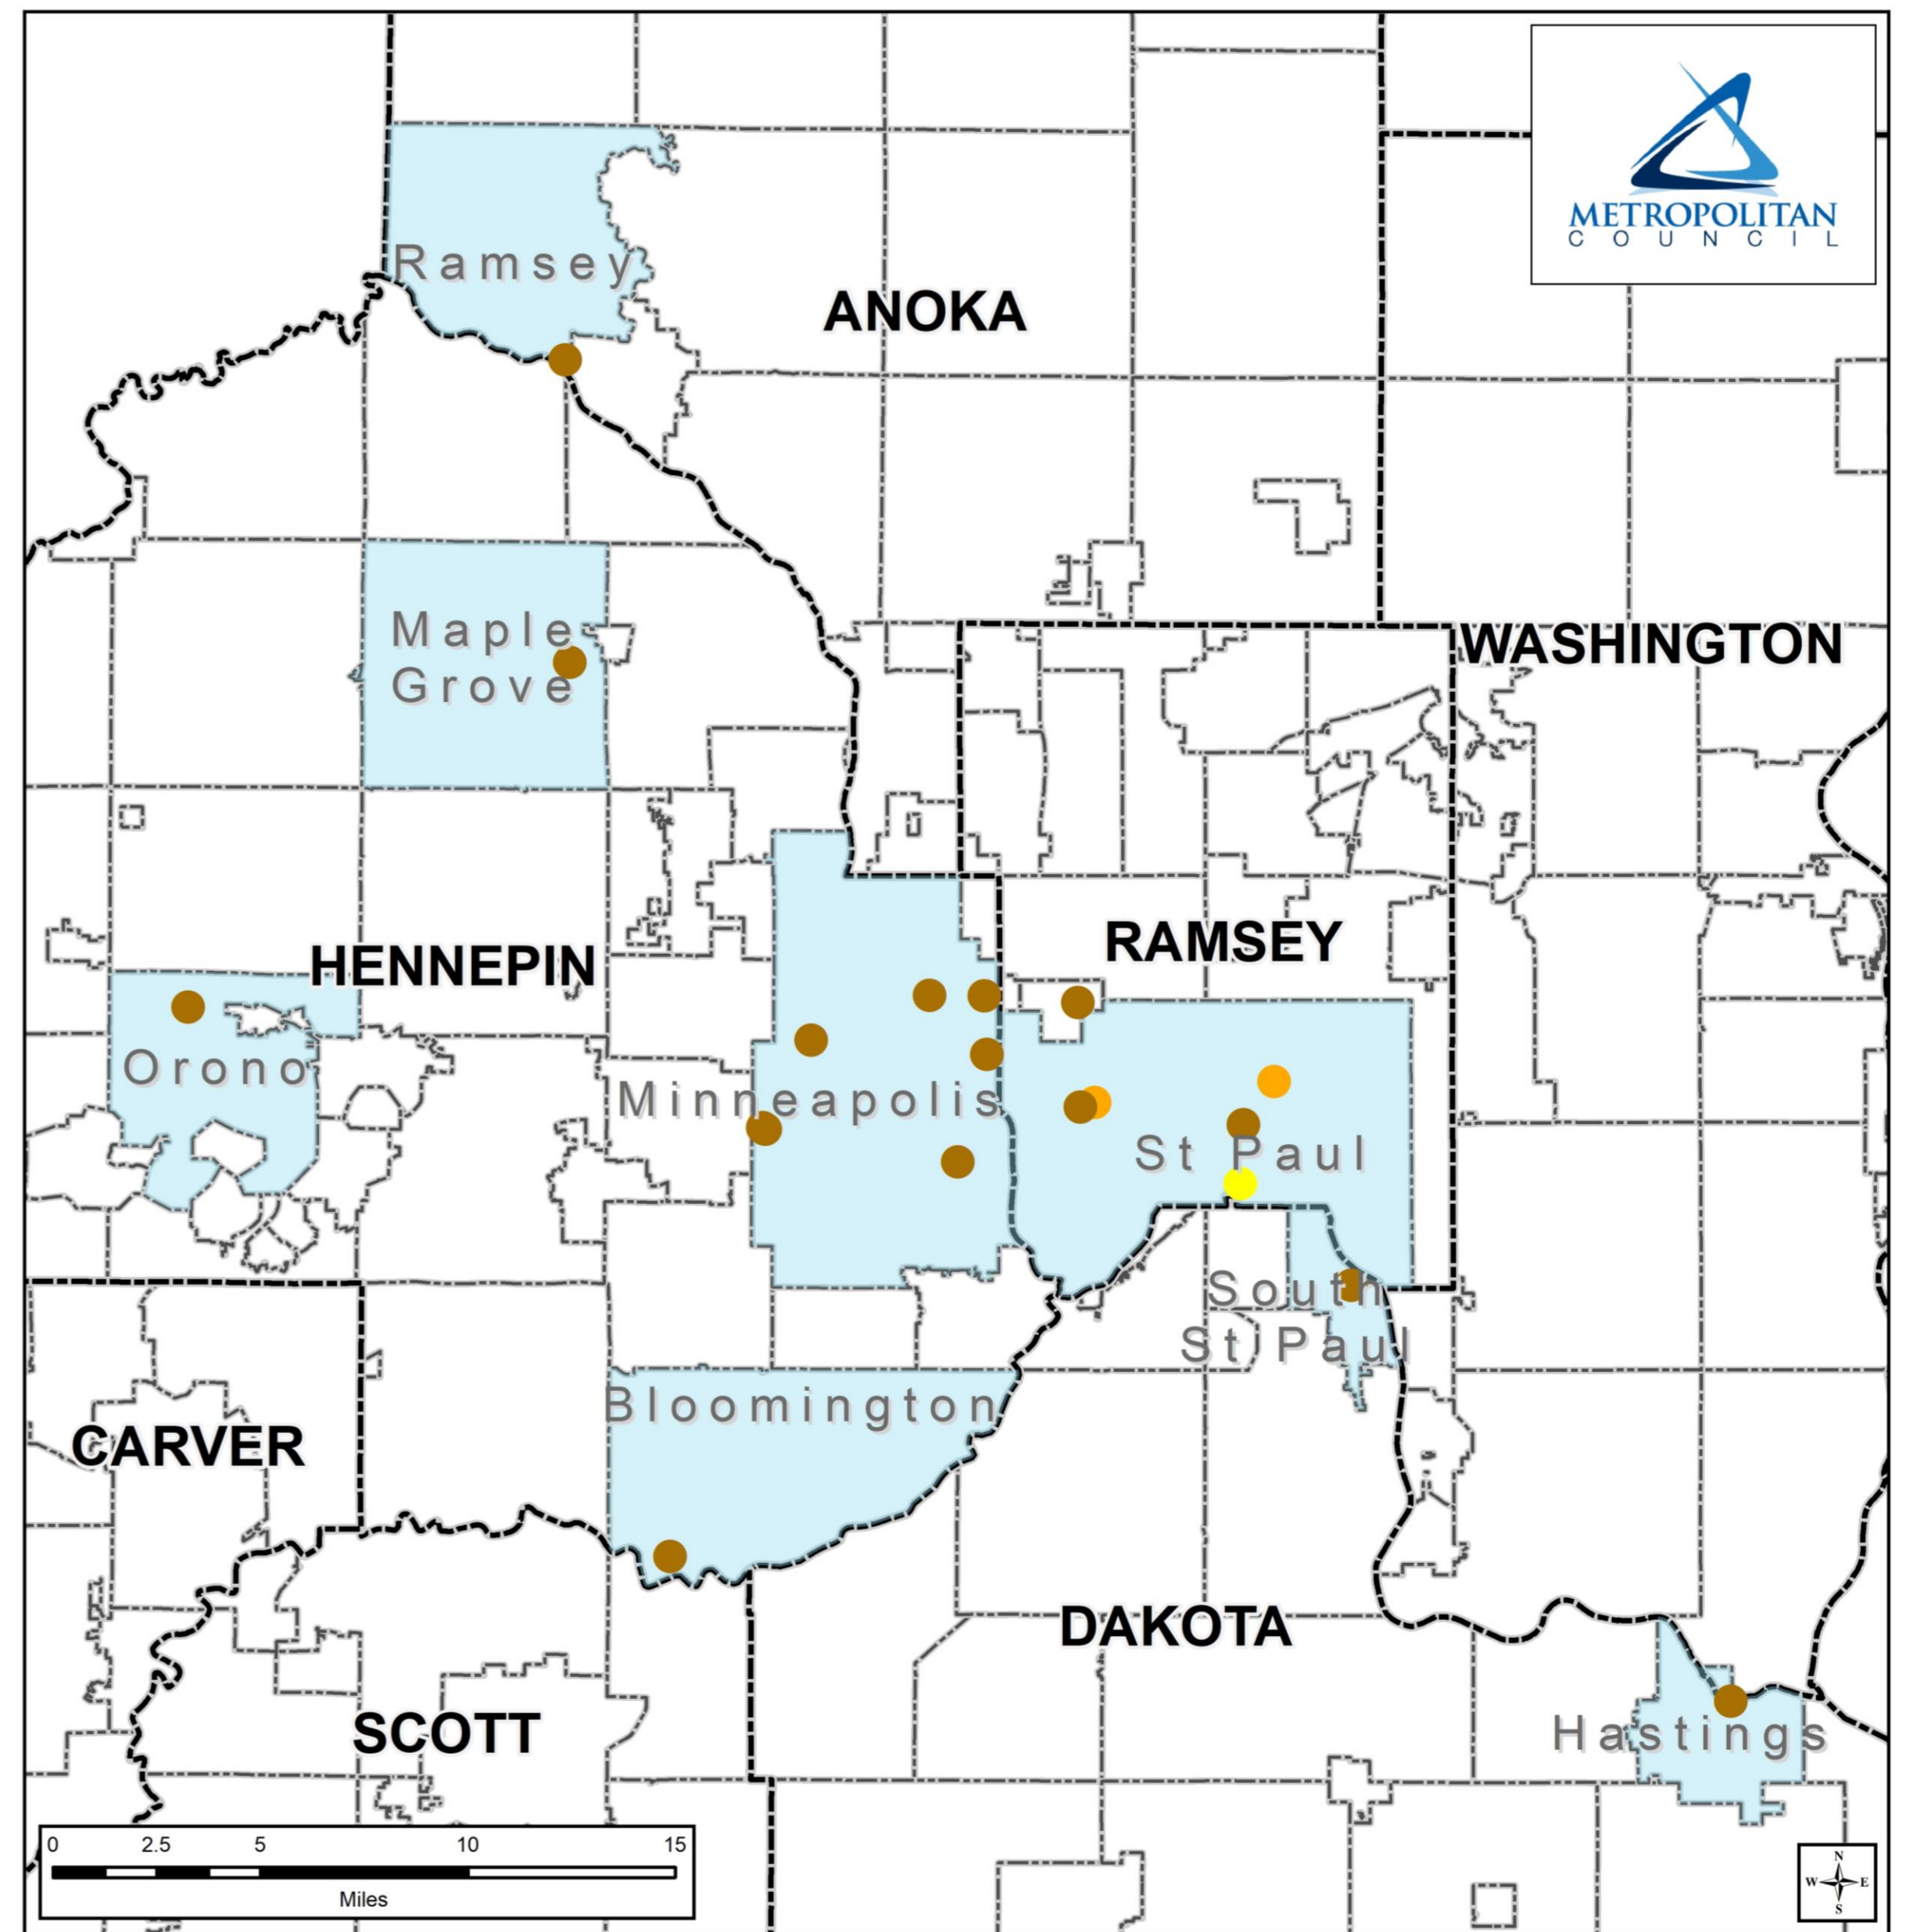 METROPOLITAN
COUNCIL
Ramsey
ANOKA
Maple
Grove
WASHINGTON
HENNEPIN
RAMSEY
Orono
Minneapolis
St Paul
South
St Paul
Bloomington
CARVER
DAKOTA
SCOTT
Hastings
0 2.5 5 10 15
Miles
N
W E
S